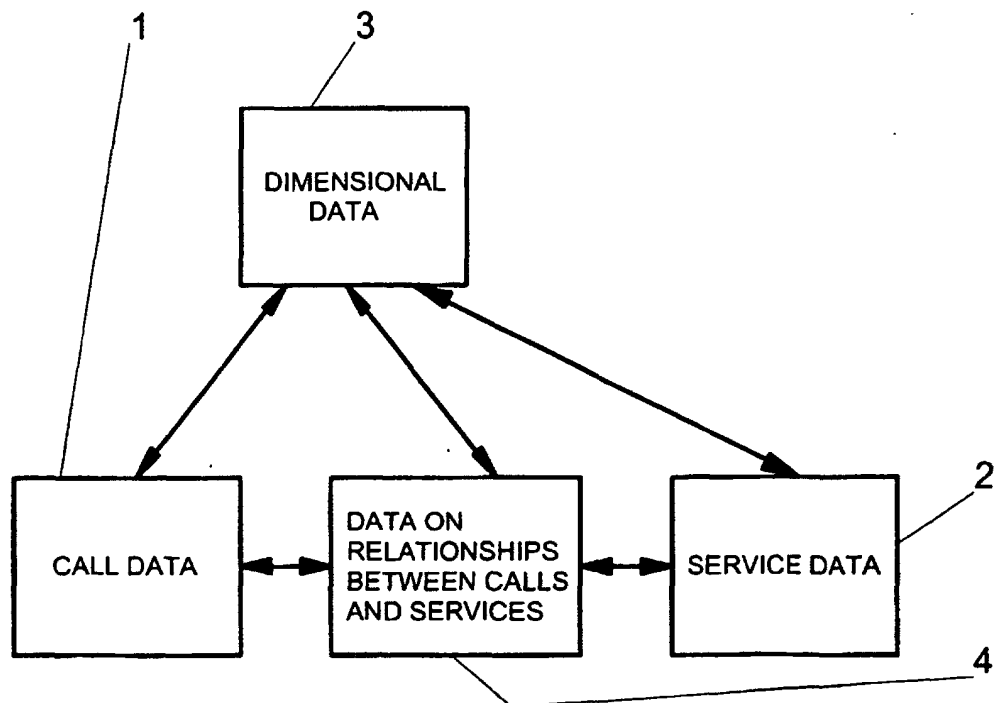 1
3
DIMENSIONAL
DATA
CALL DATA
DATA ON
RELATIONSHIPS
BETWEEN CALLS
AND SERVICES
SERVICE DATA
2
4